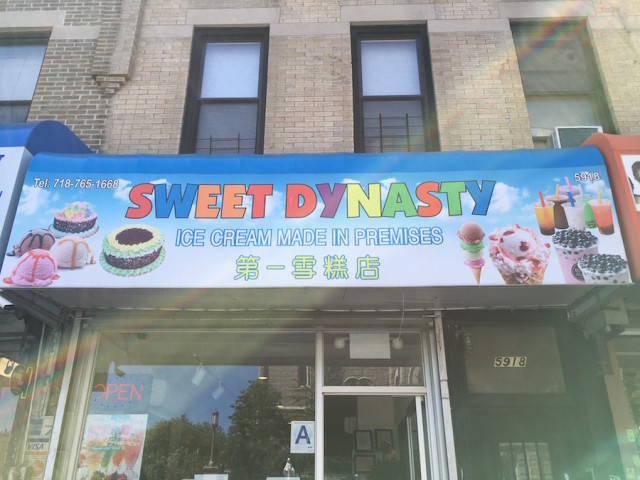 Tel: 718-765-1668
5918
SWEET DYNASTY
ICE CREAM MADE IN PREMISES
第一雪糕店
5918
OPEN
A
VISA